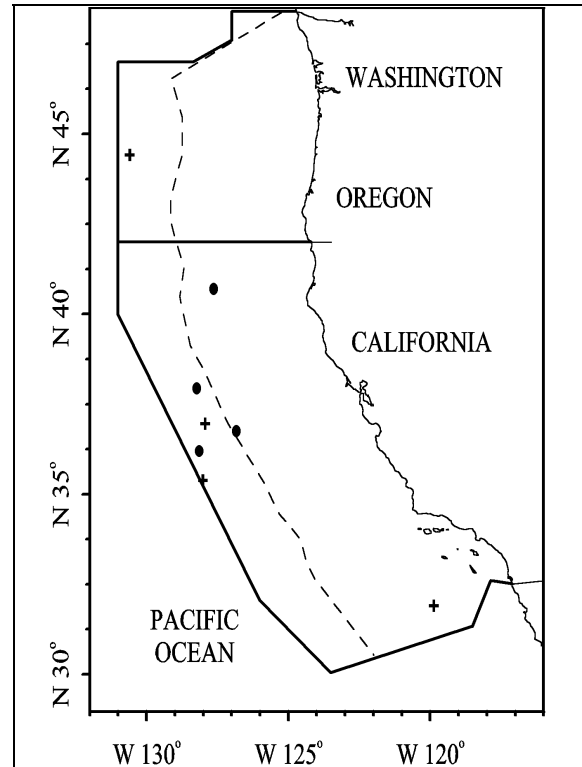 WASHINGTON
N 45°
OREGON
N 40°
CALIFORNIA
N 35°
PACIFIC
OCEAN
N 30°
W 130°
W 125°
W 120°